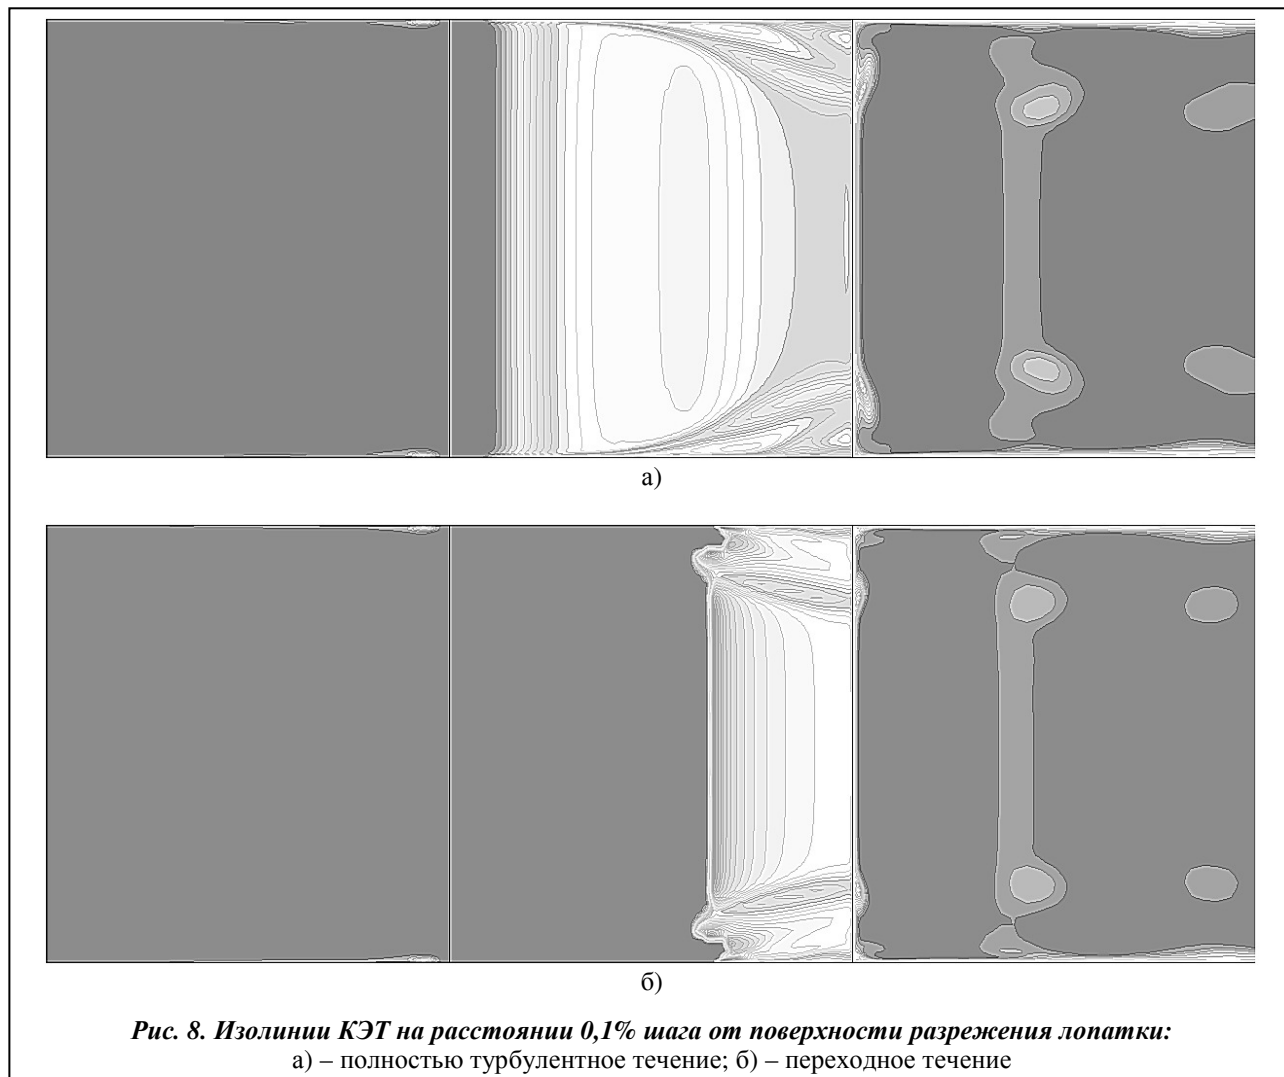 а)
б)
Рис. 8. Изолинии КЭТ на расстоянии 0,1% шага от поверхности разрежения лопатки:
а) – полностью турбулентное течение; б) – переходное течение